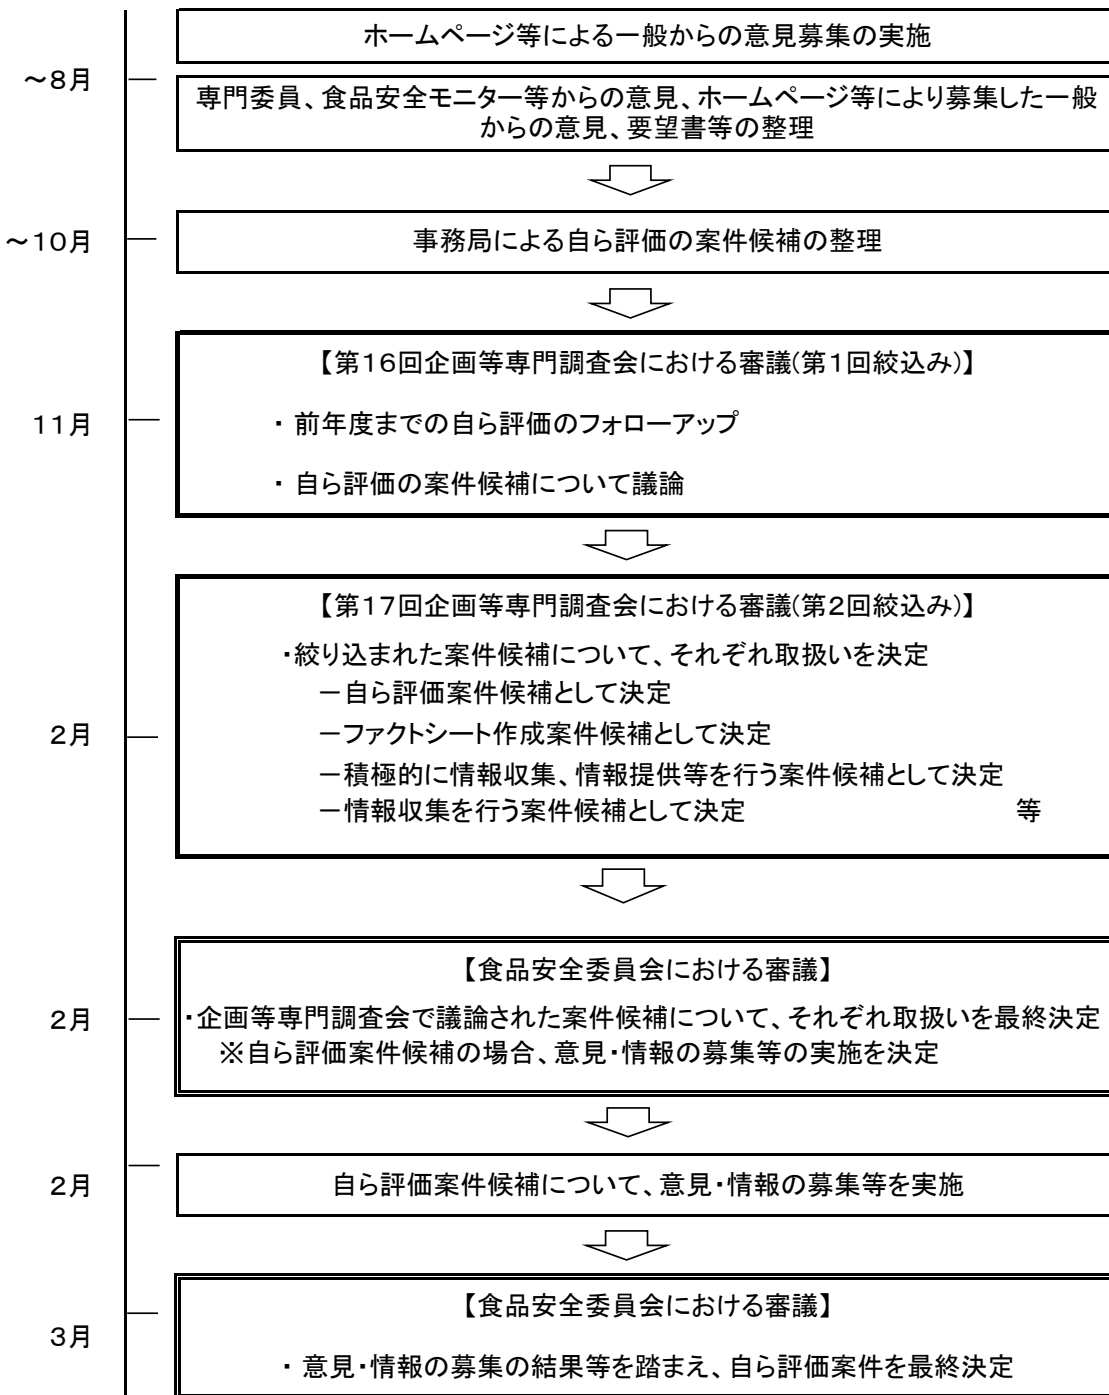 ホームページ等による一般からの意見募集の実施
～8月
専門委員、食品安全モニター等からの意見、ホームページ等により募集した一般
からの意見、要望書等の整理
～10月
事務局による自ら評価の案件候補の整理
【第16回企画等専門調査会における審議(第1回絞込み)】
11月
・ 前年度までの自ら評価のフォローアップ
・ 自ら評価の案件候補について議論
【第17回企画等専門調査会における審議(第2回絞込み)】
・絞り込まれた案件候補について、それぞれ取扱いを決定
－自ら評価案件候補として決定
2月
－ファクトシート作成案件候補として決定
－積極的に情報収集、情報提供等を行う案件候補として決定
－情報収集を行う案件候補として決定 等
【食品安全委員会における審議】
2月
・企画等専門調査会で議論された案件候補について、それぞれ取扱いを最終決定
※自ら評価案件候補の場合、意見・情報の募集等の実施を決定
2月
自ら評価案件候補について、意見・情報の募集等を実施
【食品安全委員会における審議】
3月
・ 意見・情報の募集の結果等を踏まえ、自ら評価案件を最終決定